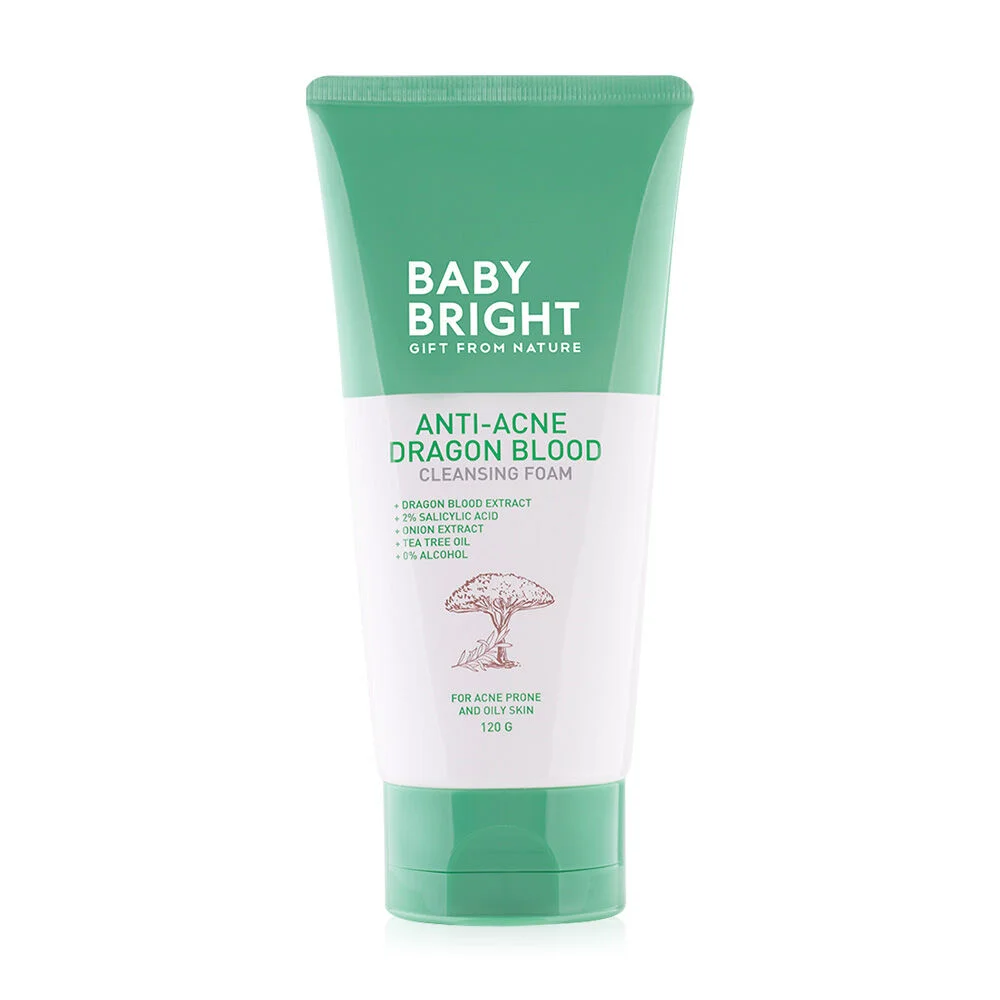 BABY
BRIGHT
GIFT FROM NATURE
ANTI-ACNE
DRAGON BLOOD
CLEANSING FOAM
+ DRAGON BLOOD EXTRACT
+ 2% SALICYLIC ACID
+ ONION EXTRACT
+ TEA TREE OIL
+ 0% ALCOHOL
FOR ACNE PRONE
AND OILY SKIN
120 G